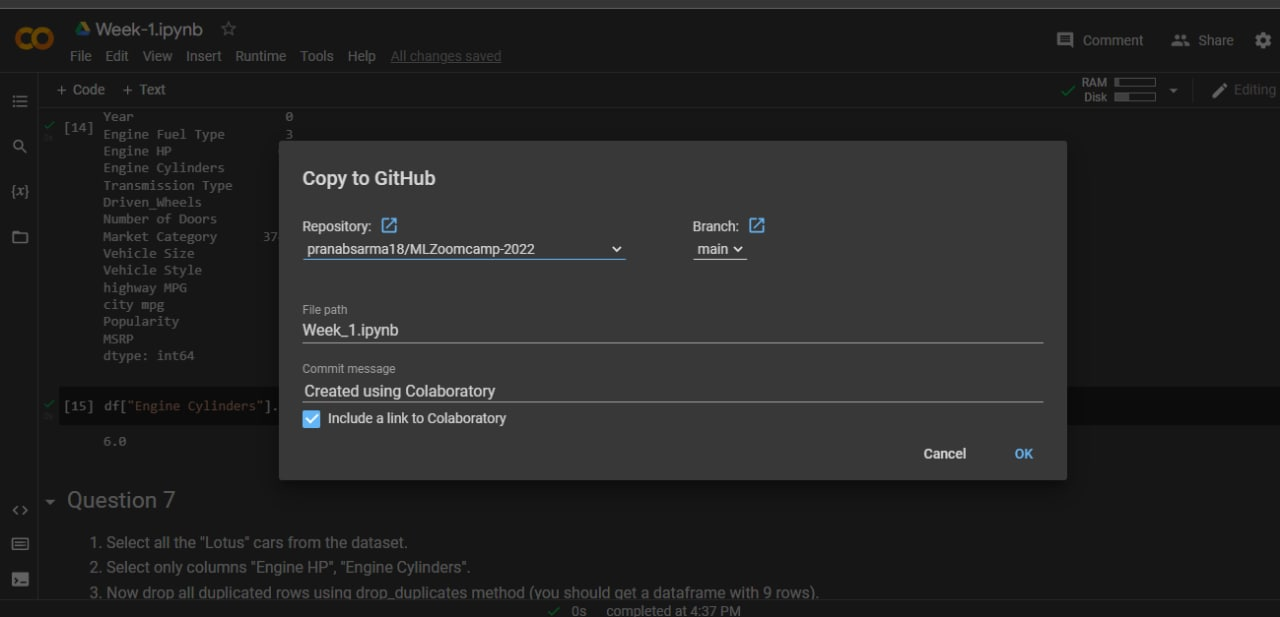 Week-1.ipynb
File Edit View Insert Runtime Tools Help All changes saved
Comment Share
+ Code + Text
RAM
Disk
Editing
[14]
Year 0
Engine Fuel Type 3
Engine HP
Engine Cylinders
Transmission Type
Driven_Wheels
Number of Doors
Market Category 37
Vehicle Size
Vehicle Style
highway MPG
city mpg
Popularity
MSRP
dtype: int64
[15] df["Engine Cylinders"].
6.0
Copy to GitHub
Repository:
pranabsarma18/MLZoomcamp-2022
Branch:
main
File path
Week_1.ipynb
Commit message
Created using Colaboratory
Include a link to Colaboratory
Cancel OK
Question 7
1. Select all the "Lotus" cars from the dataset.
2. Select only columns "Engine HP", "Engine Cylinders".
3. Now drop all duplicated rows using drop_duplicates method (you should get a dataframe with 9 rows).
0s completed at 4:37 PM